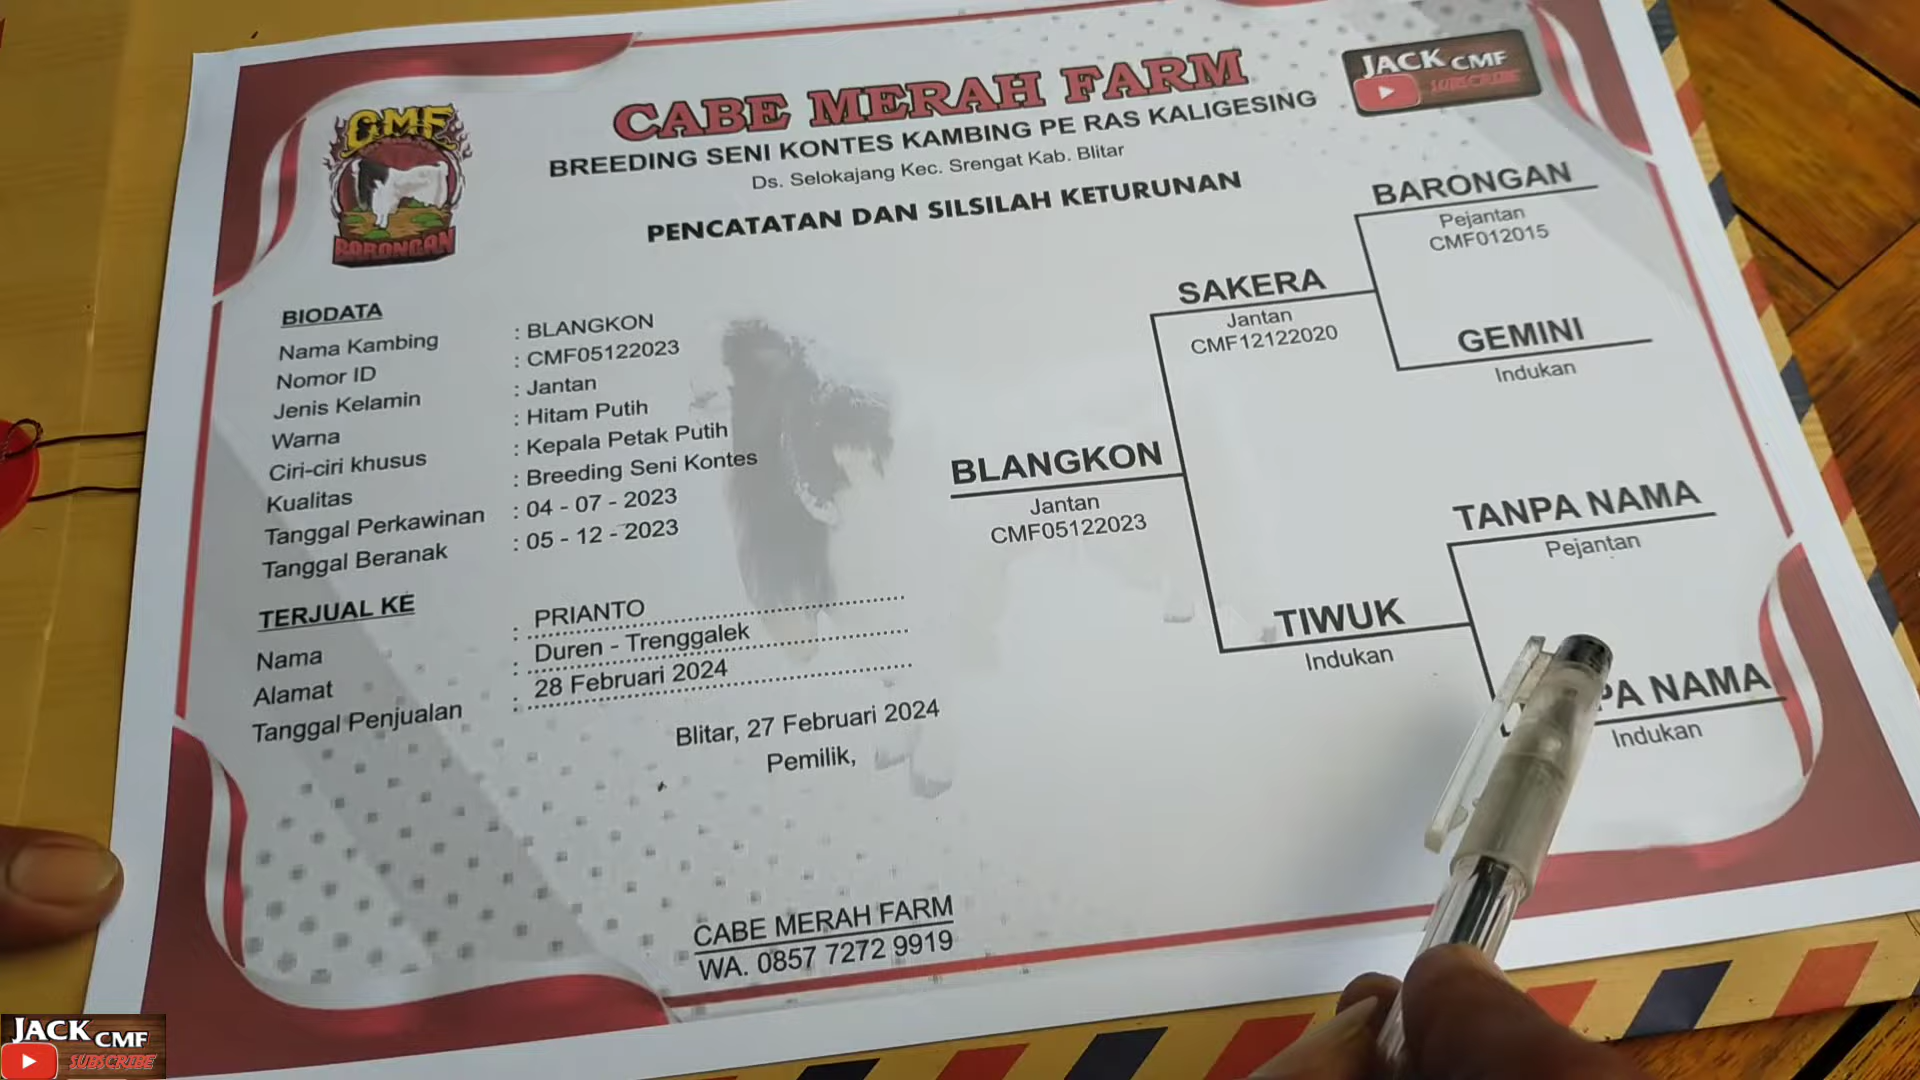 CMF
BARONGAN
CABE MERAH FARM
BREEDING SENI KONTES KAMBING PE RAS KALIGESING
Ds. Selokajang Kec. Srengat Kab. Blitar
PENCATATAN DAN SILSILAH KETURUNAN
JACK CMF
SUBSCRIBE
BIODATA
Nama Kambing : BLANGKON
Nomor ID : CMF05122023
Jenis Kelamin : Jantan
Warna : Hitam Putih
Ciri-ciri khusus : Kepala Petak Putih
Kualitas : Breeding Seni Kontes
Tanggal Perkawinan : 04 - 07 - 2023
Tanggal Beranak : 05 - 12 - 2023
TERJUAL KE
Nama : PRIANTO
Alamat : Duren - Trenggalek
Tanggal Penjualan : 28 Februari 2024
Blitar, 27 Februari 2024
Pemilik,
CABE MERAH FARM
WA. 0857 7272 9919
BLANGKON
Jantan
CMF05122023
SAKERA
Jantan
CMF12122020
BARONGAN
Pejantan
CMF012015
GEMINI
Indukan
TIWUK
Indukan
TANPA NAMA
Pejantan
PA NAMA
Indukan
JACK CMF
SUBSCRIBE